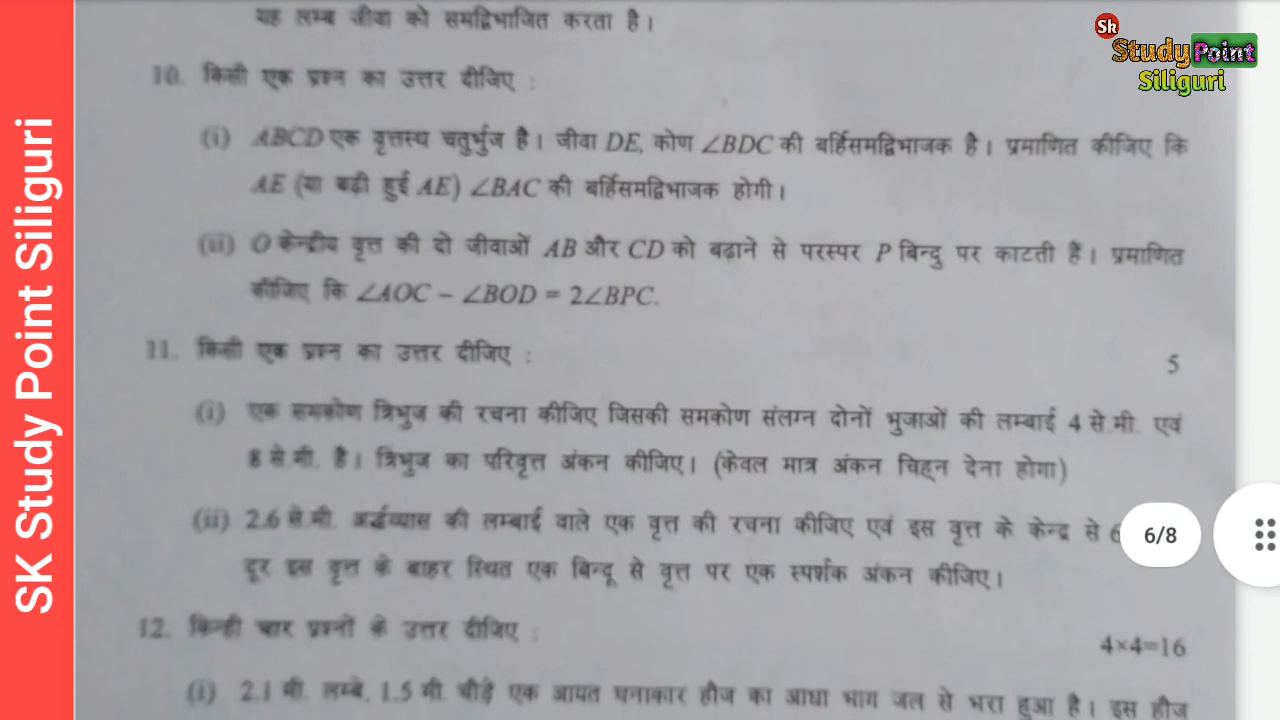 SK Study Point Siliguri
Sk
Study Point
Siliguri
यह लम्ब जीवा को समद्विभाजित करता है।
10. किसी एक प्रश्न का उत्तर दीजिए :
(i) ABCD एक वृत्तस्थ चतुर्भुज है। जीवा DE, कोण ∠BDC की बर्हिसमद्विभाजक है। प्रमाणित कीजिए कि
AE (या बढ़ी हुई AE) ∠BAC की बर्हिसमद्विभाजक होगी।
(ii) O केन्द्रीय वृत्त की दो जीवाओं AB और CD को बढ़ाने से परस्पर P बिन्दु पर काटती हैं। प्रमाणित
कीजिए कि ∠AOC – ∠BOD = 2∠BPC.
11. किसी एक प्रश्न का उत्तर दीजिए : 5
(i) एक समकोण त्रिभुज की रचना कीजिए जिसकी समकोण संलग्न दोनों भुजाओं की लम्बाई 4 से.मी. एवं
8 से.मी. है। त्रिभुज का परिवृत्त अंकन कीजिए। (केवल मात्र अंकन चिह्न देना होगा)
(ii) 2.6 से.मी. अर्द्धव्यास की लम्बाई वाले एक वृत्त की रचना कीजिए एवं इस वृत्त के केन्द्र से 6
दूर इस वृत्त के बाहर स्थित एक बिन्दू से वृत्त पर एक स्पर्शक अंकन कीजिए।
6/8
12. किन्ही चार प्रश्नों के उत्तर दीजिए : 4×4=16
(i) 2.1 मी. लम्बे, 1.5 मी. चौड़े एक आयत घनाकार हौज का आधा भाग जल से भरा हुआ है। इस हौज